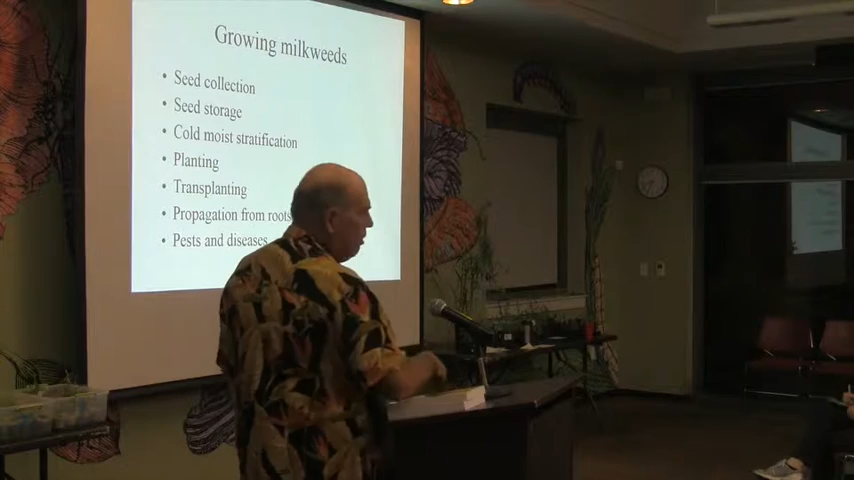 Growing milkweeds
• Seed collection
• Seed storage
• Cold moist stratification
• Planting
• Transplanting
• Propagation from roots
• Pests and diseases